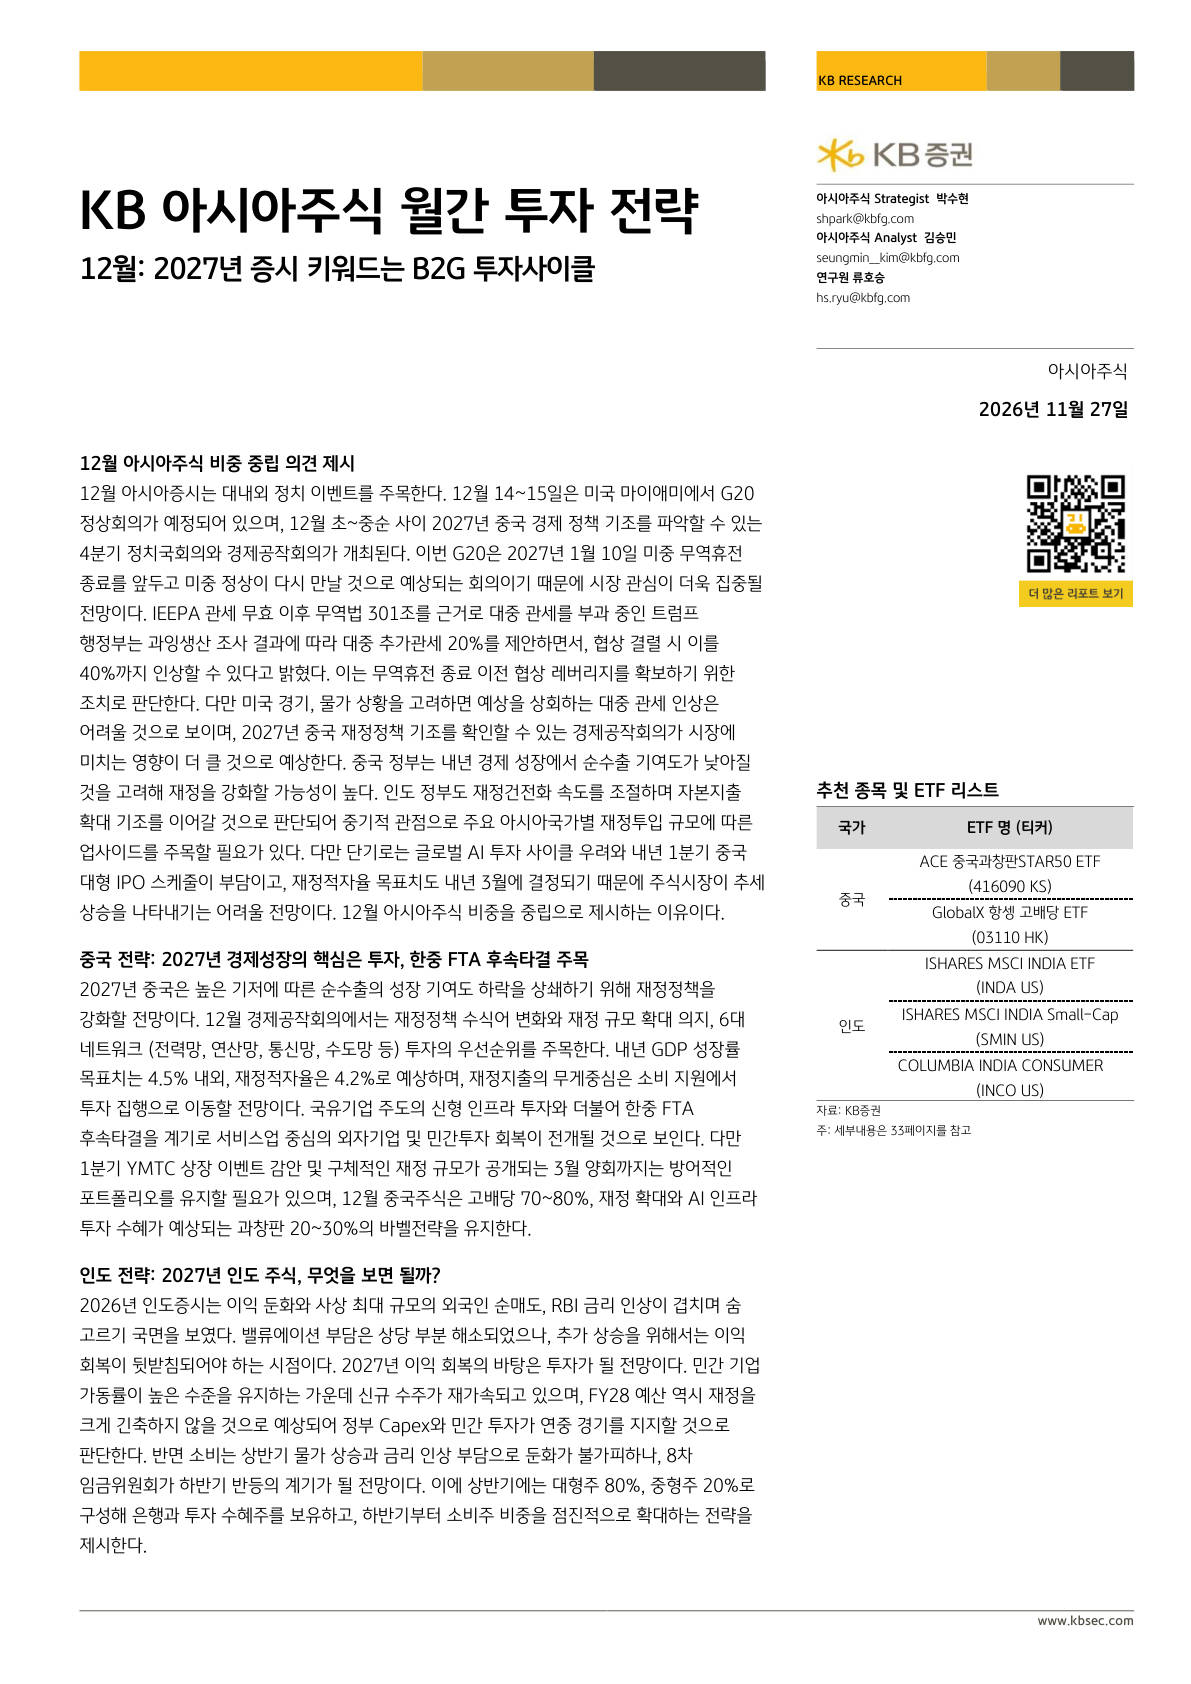 KB RESEARCH
KB증권
KB 아시아주식 월간 투자 전략
12월: 2027년 증시 키워드는 B2G 투자사이클
아시아주식 Strategist 박수현
shpark@kbfg.com
아시아주식 Analyst 김승민
seungmin_kim@kbfg.com
연구원 류호승
hs.ryu@kbfg.com
아시아주식
2026년 11월 27일
더 많은 리포트 보기
12월 아시아주식 비중 중립 의견 제시
12월 아시아증시는 대내외 정치 이벤트를 주목한다. 12월 14~15일은 미국 마이애미에서 G20
정상회의가 예정되어 있으며, 12월 초~중순 사이 2027년 중국 경제 정책 기조를 파악할 수 있는
4분기 정치국회의와 경제공작회의가 개최된다. 이번 G20은 2027년 1월 10일 미중 무역휴전
종료를 앞두고 미중 정상이 다시 만날 것으로 예상되는 회의이기 때문에 시장 관심이 더욱 집중될
전망이다. IEEPA 관세 무효 이후 무역법 301조를 근거로 대중 관세를 부과 중인 트럼프
행정부는 과잉생산 조사 결과에 따라 대중 추가관세 20%를 제안하면서, 협상 결렬 시 이를
40%까지 인상할 수 있다고 밝혔다. 이는 무역휴전 종료 이전 협상 레버리지를 확보하기 위한
조치로 판단한다. 다만 미국 경기, 물가 상황을 고려하면 예상을 상회하는 대중 관세 인상은
어려울 것으로 보이며, 2027년 중국 재정정책 기조를 확인할 수 있는 경제공작회의가 시장에
미치는 영향이 더 클 것으로 예상한다. 중국 정부는 내년 경제 성장에서 순수출 기여도가 낮아질
것을 고려해 재정을 강화할 가능성이 높다. 인도 정부도 재정건전화 속도를 조절하며 자본지출
확대 기조를 이어갈 것으로 판단되어 중기적 관점으로 주요 아시아국가별 재정투입 규모에 따른
업사이드를 주목할 필요가 있다. 다만 단기로는 글로벌 AI 투자 사이클 우려와 내년 1분기 중국
대형 IPO 스케줄이 부담이고, 재정적자율 목표치도 내년 3월에 결정되기 때문에 주식시장이 추세
상승을 나타내기는 어려울 전망이다. 12월 아시아주식 비중을 중립으로 제시하는 이유이다.
중국 전략: 2027년 경제성장의 핵심은 투자, 한중 FTA 후속타결 주목
2027년 중국은 높은 기저에 따른 순수출의 성장 기여도 하락을 상쇄하기 위해 재정정책을
강화할 전망이다. 12월 경제공작회의에서는 재정정책 수식어 변화와 재정 규모 확대 의지, 6대
네트워크 (전력망, 연산망, 통신망, 수도망 등) 투자의 우선순위를 주목한다. 내년 GDP 성장률
목표치는 4.5% 내외, 재정적자율은 4.2%로 예상하며, 재정지출의 무게중심은 소비 지원에서
투자 집행으로 이동할 전망이다. 국유기업 주도의 신형 인프라 투자와 더불어 한중 FTA
후속타결을 계기로 서비스업 중심의 외자기업 및 민간투자 회복이 전개될 것으로 보인다. 다만
1분기 YMTC 상장 이벤트 감안 및 구체적인 재정 규모가 공개되는 3월 양회까지는 방어적인
포트폴리오를 유지할 필요가 있으며, 12월 중국주식은 고배당 70~80%, 재정 확대와 AI 인프라
투자 수혜가 예상되는 과창판 20~30%의 바벨전략을 유지한다.
인도 전략: 2027년 인도 주식, 무엇을 보면 될까?
2026년 인도증시는 이익 둔화와 사상 최대 규모의 외국인 순매도, RBI 금리 인상이 겹치며 숨
고르기 국면을 보였다. 밸류에이션 부담은 상당 부분 해소되었으나, 추가 상승을 위해서는 이익
회복이 뒷받침되어야 하는 시점이다. 2027년 이익 회복의 바탕은 투자가 될 전망이다. 민간 기업
가동률이 높은 수준을 유지하는 가운데 신규 수주가 재가속되고 있으며, FY28 예산 역시 재정을
크게 긴축하지 않을 것으로 예상되어 정부 Capex와 민간 투자가 연중 경기를 지지할 것으로
판단한다. 반면 소비는 상반기 물가 상승과 금리 인상 부담으로 둔화가 불가피하나, 8차
임금위원회가 하반기 반등의 계기가 될 전망이다. 이에 상반기에는 대형주 80%, 중형주 20%로
구성해 은행과 투자 수혜주를 보유하고, 하반기부터 소비주 비중을 점진적으로 확대하는 전략을
제시한다.
추천 종목 및 ETF 리스트
국가 ETF 명 (티커)
중국
ACE 중국과창판STAR50 ETF
(416090 KS)
GlobalX 항셍 고배당 ETF
(03110 HK)
인도
ISHARES MSCI INDIA ETF
(INDA US)
ISHARES MSCI INDIA Small-Cap
(SMIN US)
COLUMBIA INDIA CONSUMER
(INCO US)
자료: KB증권
주: 세부내용은 33페이지를 참고
www.kbsec.com